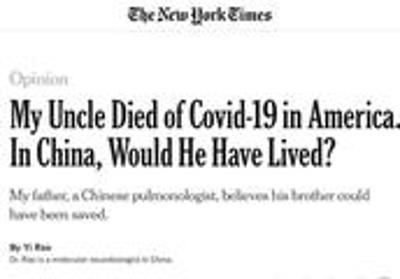 The New York Times
Opinion
My Uncle Died of Covid-19 in America.
In China, Would He Have Lived?
My father, a Chinese pulmonologist, believes his brother could
have been saved.
By Yi Rao
Dr. Rao is a molecular neurobiologist in China.